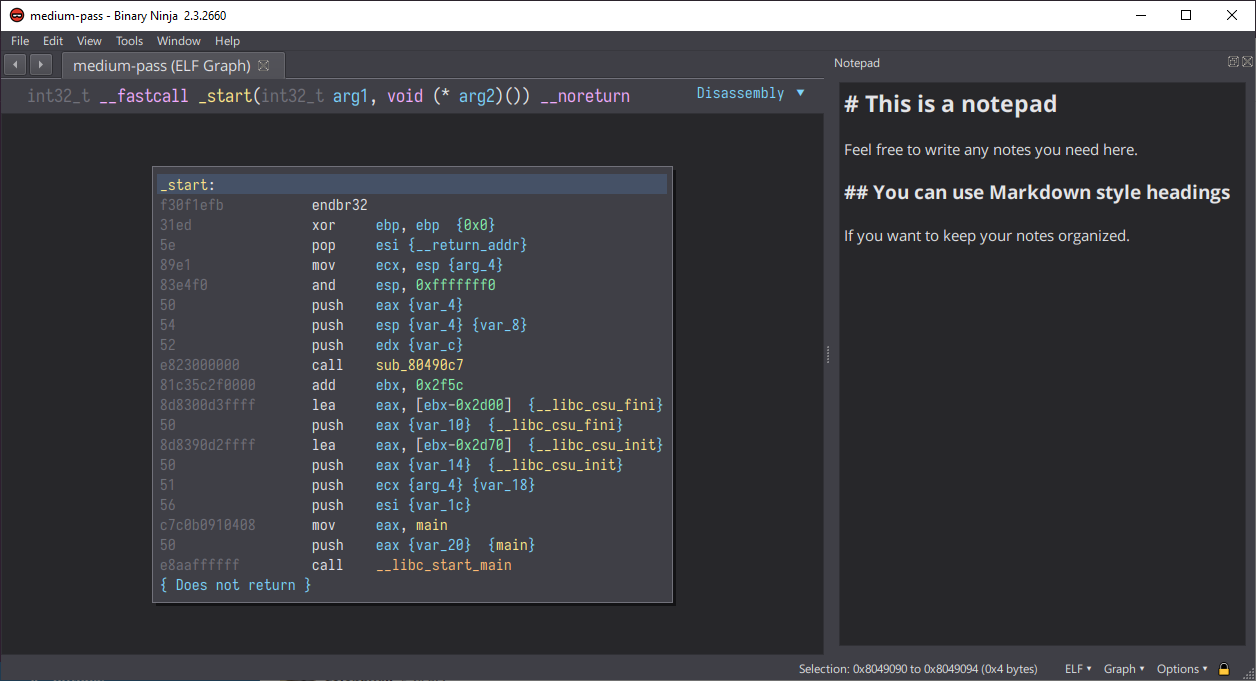 medium-pass - Binary Ninja 2.3.2660
File Edit View Tools Window Help
medium-pass (ELF Graph)
int32_t __fastcall _start(int32_t arg1, void (* arg2)()) __noreturn
Disassembly
_start:
f30f1efb endbr32
31ed xor ebp, ebp {0x0}
5e pop esi {__return_addr}
89e1 mov ecx, esp {arg_4}
83e4f0 and esp, 0xfffffff0
50 push eax {var_4}
54 push esp {var_4} {var_8}
52 push edx {var_c}
e823000000 call sub_80490c7
81c35c2f0000 add ebx, 0x2f5c
8d8300d3ffff lea eax, [ebx-0x2d00] {__libc_csu_fini}
50 push eax {var_10} {__libc_csu_fini}
8d8390d2ffff lea eax, [ebx-0x2d70] {__libc_csu_init}
50 push eax {var_14} {__libc_csu_init}
51 push ecx {arg_4} {var_18}
56 push esi {var_1c}
c7c0b0910408 mov eax, main
50 push eax {var_20} {main}
e8aaffffff call __libc_start_main
{ Does not return }
Notepad
# This is a notepad
Feel free to write any notes you need here.
## You can use Markdown style headings
If you want to keep your notes organized.
Selection: 0x8049090 to 0x8049094 (0x4 bytes) ELF Graph Options